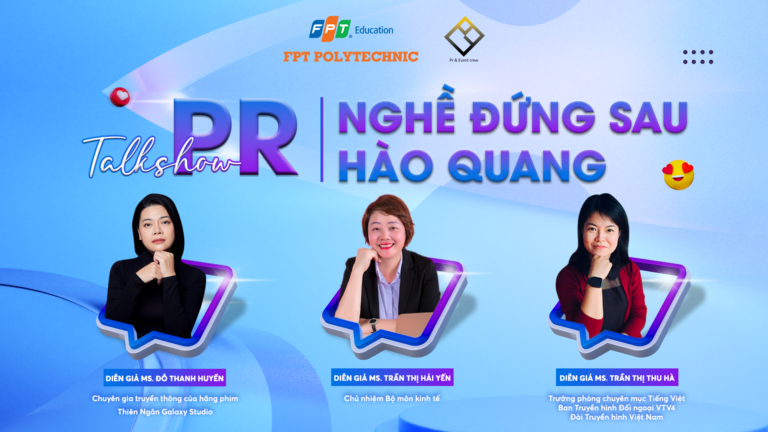 FPT Education
FPT POLYTECHNIC
Pr & Event crew
Talkshow PR
NGHỀ ĐỨNG SAU
HÀO QUANG
DIỄN GIẢ MS. ĐỖ THANH HUYỀN
Chuyên gia truyền thông của hãng phim
Thiên Ngân Galaxy Studio
DIỄN GIẢ MS. TRẦN THỊ HẢI YẾN
Chủ nhiệm Bộ môn kinh tế
DIỄN GIẢ MS. TRẦN THỊ THU HÀ
Trưởng phòng chuyên mục Tiếng Việt
Ban Truyền hình Đối ngoại VTV4
Đài Truyền hình Việt Nam